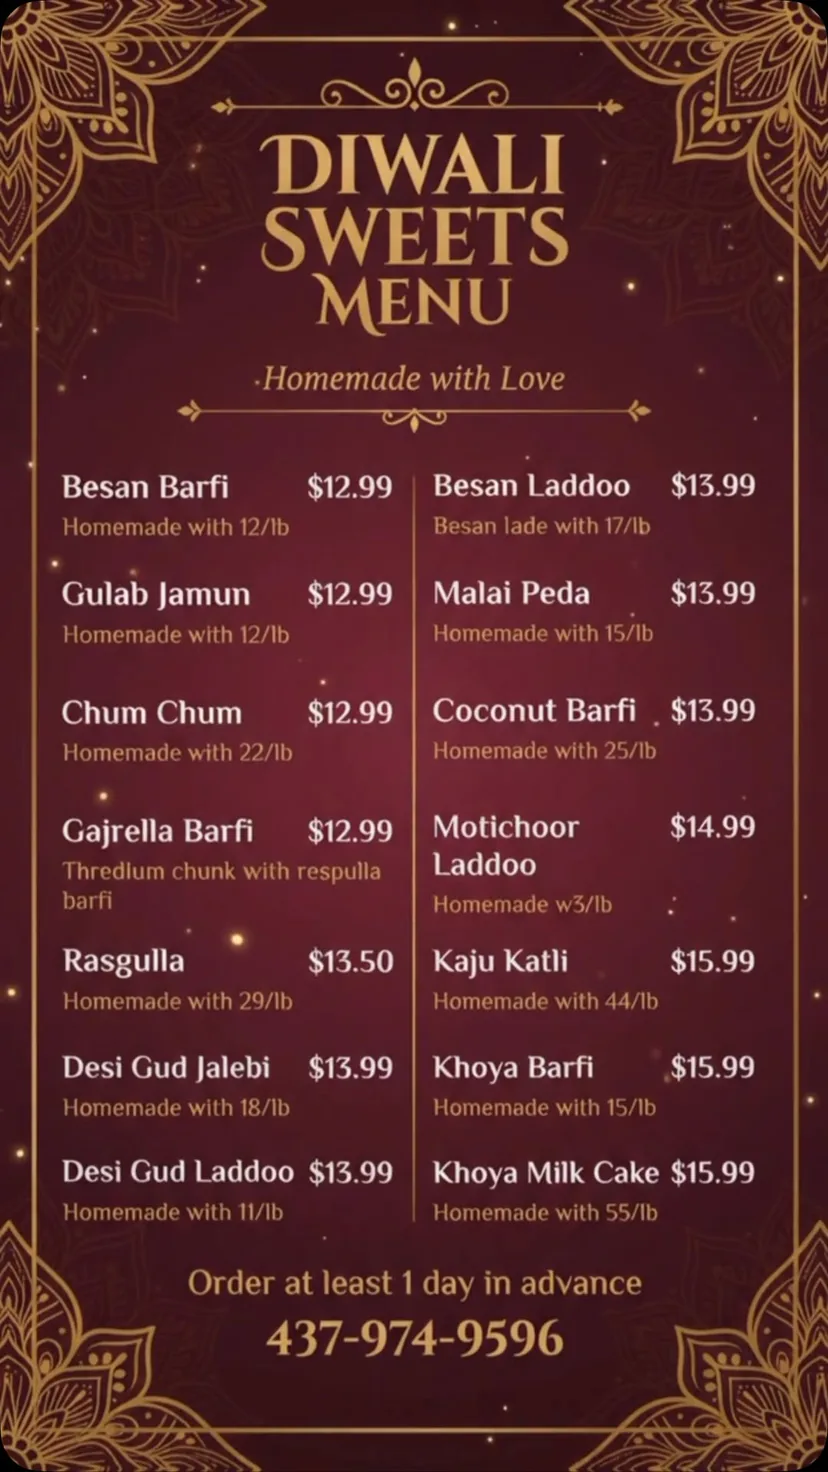 DIWALI
SWEETS
MENU
Homemade with Love
Besan Barfi $12.99
Homemade with 12/lb
Gulab Jamun $12.99
Homemade with 12/lb
Chum Chum $12.99
Homemade with 22/lb
Gajrella Barfi $12.99
Thredlum chunk with respulla
barfi
Rasgulla $13.50
Homemade with 29/lb
Desi Gud Jalebi $13.99
Homemade with 18/lb
Desi Gud Laddoo $13.99
Homemade with 11/lb
Besan Laddoo $13.99
Besan lade with 17/lb
Malai Peda $13.99
Homemade with 15/lb
Coconut Barfi $13.99
Homemade with 25/lb
Motichoor $14.99
Laddoo
Homemade w3/lb
Kaju Katli $15.99
Homemade with 44/lb
Khoya Barfi $15.99
Homemade with 15/lb
Khoya Milk Cake $15.99
Homemade with 55/lb
Order at least 1 day in advance
437-974-9596